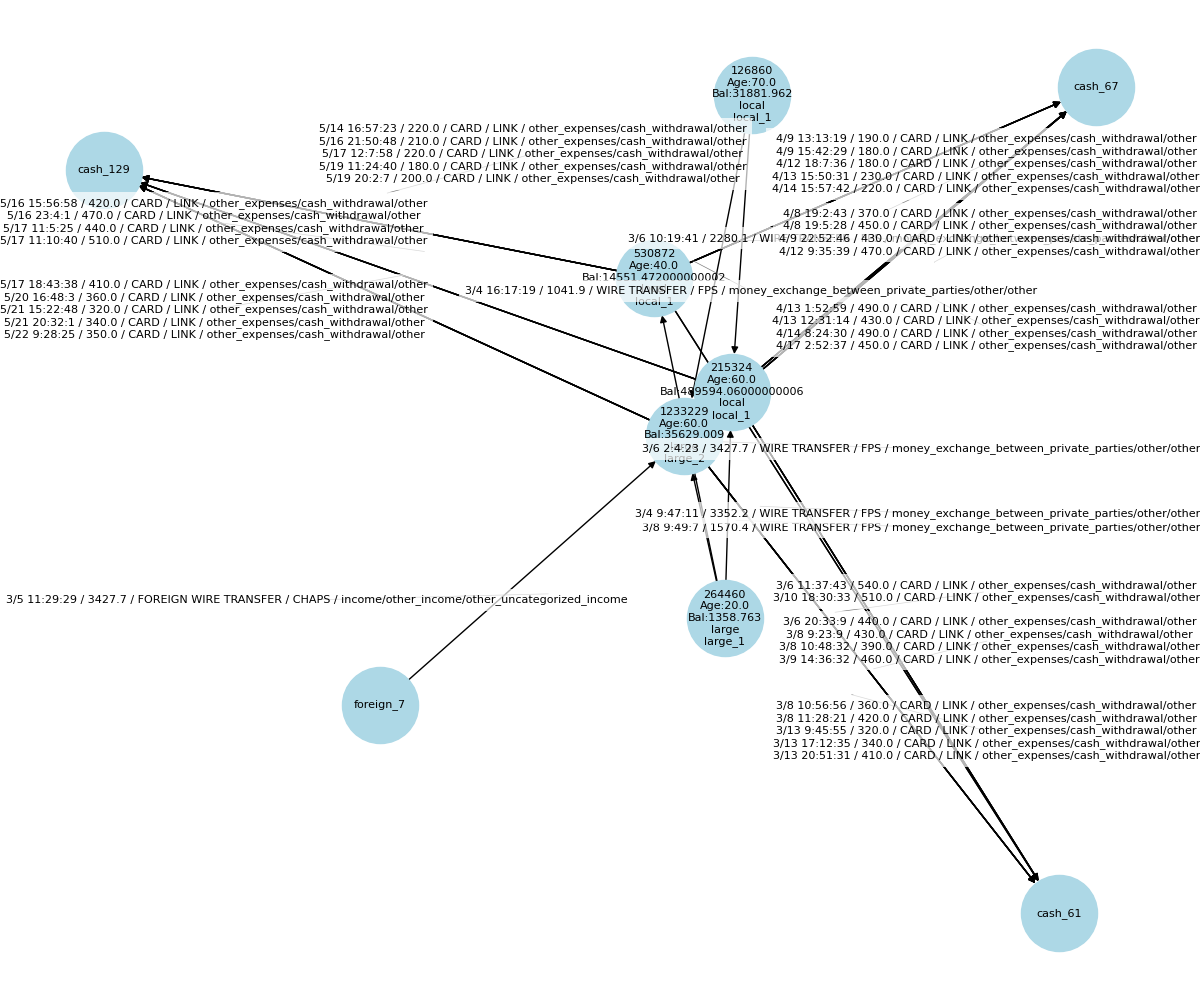 126860
Age:70.0
Bal:31881.962
local
local_1
cash_67
5/14 16:57:23 / 220.0 / CARD / LINK / other_expenses/cash_withdrawal/other
5/16 21:50:48 / 210.0 / CARD / LINK / other_expenses/cash_withdrawal/other
5/17 12:7:58 / 220.0 / CARD / LINK / other_expenses/cash_withdrawal/other
5/19 11:24:40 / 180.0 / CARD / LINK / other_expenses/cash_withdrawal/other
5/19 20:2:7 / 200.0 / CARD / LINK / other_expenses/cash_withdrawal/other
4/9 13:13:19 / 190.0 / CARD / LINK / other_expenses/cash_withdrawal/other
4/9 15:42:29 / 180.0 / CARD / LINK / other_expenses/cash_withdrawal/other
4/12 18:7:36 / 180.0 / CARD / LINK / other_expenses/cash_withdrawal/other
4/13 15:50:31 / 230.0 / CARD / LINK / other_expenses/cash_withdrawal/other
4/14 15:57:42 / 220.0 / CARD / LINK / other_expenses/cash_withdrawal/other
cash_129
5/16 15:56:58 / 420.0 / CARD / LINK / other_expenses/cash_withdrawal/other
5/16 23:4:1 / 470.0 / CARD / LINK / other_expenses/cash_withdrawal/other
5/17 11:5:25 / 440.0 / CARD / LINK / other_expenses/cash_withdrawal/other
5/17 11:10:40 / 510.0 / CARD / LINK / other_expenses/cash_withdrawal/other
4/8 19:2:43 / 370.0 / CARD / LINK / other_expenses/cash_withdrawal/other
4/8 19:5:28 / 450.0 / CARD / LINK / other_expenses/cash_withdrawal/other
4/9 22:52:46 / 430.0 / CARD / LINK / other_expenses/cash_withdrawal/other
4/12 9:35:39 / 470.0 / CARD / LINK / other_expenses/cash_withdrawal/other
3/6 10:19:41 / 2280.1 /
530872
Age:40.0
Bal:14551.472000000002
local_1
3/4 16:17:19 / 1041.9 / WIRE TRANSFER / FPS / money_exchange_between_private_parties/other/other
5/17 18:43:38 / 410.0 / CARD / LINK / other_expenses/cash_withdrawal/other
5/20 16:48:3 / 360.0 / CARD / LINK / other_expenses/cash_withdrawal/other
5/21 15:22:48 / 320.0 / CARD / LINK / other_expenses/cash_withdrawal/other
5/21 20:32:1 / 340.0 / CARD / LINK / other_expenses/cash_withdrawal/other
5/22 9:28:25 / 350.0 / CARD / LINK / other_expenses/cash_withdrawal/other
4/13 1:52:59 / 490.0 / CARD / LINK / other_expenses/cash_withdrawal/other
4/13 12:31:14 / 430.0 / CARD / LINK / other_expenses/cash_withdrawal/other
4/14 8:24:30 / 490.0 / CARD / LINK / other_expenses/cash_withdrawal/other
4/17 2:52:37 / 450.0 / CARD / LINK / other_expenses/cash_withdrawal/other
215324
Age:60.0
Bal:489594.06000000006
local
local_1
1233229
Age:60.0
Bal:35629.009
large_2
3/6 2:4:23 / 3427.7 / WIRE TRANSFER / FPS / money_exchange_between_private_parties/other/other
3/4 9:47:11 / 3352.2 / WIRE TRANSFER / FPS / money_exchange_between_private_parties/other/other
3/8 9:49:7 / 1570.4 / WIRE TRANSFER / FPS / money_exchange_between_private_parties/other/other
3/5 11:29:29 / 3427.7 / FOREIGN WIRE TRANSFER / CHAPS / income/other_income/other_uncategorized_income
264460
Age:20.0
Bal:1358.763
large
large_1
3/6 11:37:43 / 540.0 / CARD / LINK / other_expenses/cash_withdrawal/other
3/10 18:30:33 / 510.0 / CARD / LINK / other_expenses/cash_withdrawal/other
3/6 20:33:9 / 440.0 / CARD / LINK / other_expenses/cash_withdrawal/other
3/8 9:23:9 / 430.0 / CARD / LINK / other_expenses/cash_withdrawal/other
3/8 10:48:32 / 390.0 / CARD / LINK / other_expenses/cash_withdrawal/other
3/9 14:36:32 / 460.0 / CARD / LINK / other_expenses/cash_withdrawal/other
foreign_7
3/8 10:56:56 / 360.0 / CARD / LINK / other_expenses/cash_withdrawal/other
3/8 11:28:21 / 420.0 / CARD / LINK / other_expenses/cash_withdrawal/other
3/13 9:45:55 / 320.0 / CARD / LINK / other_expenses/cash_withdrawal/other
3/13 17:12:35 / 340.0 / CARD / LINK / other_expenses/cash_withdrawal/other
3/13 20:51:31 / 410.0 / CARD / LINK / other_expenses/cash_withdrawal/other
cash_61